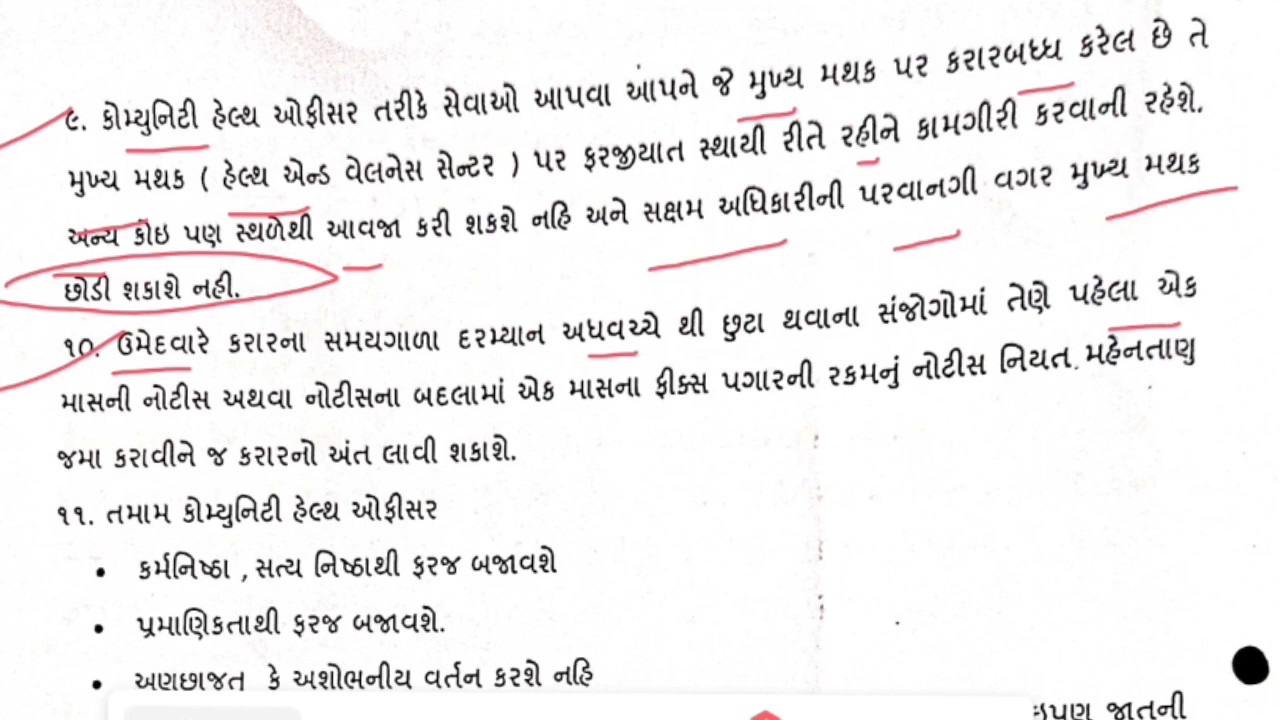 ૯. કોમ્યુનિટી હેલ્થ ઓફીસર તરીકે સેવાઓ આપવા આપને જે મુખ્ય મથક પર કરારબધ્ધ કરેલ છે તે
મુખ્ય મથક ( હેલ્થ એન્ડ વેલનેસ સેન્ટર ) પર ફરજીયાત સ્થાયી રીતે રહીને કામગીરી કરવાની રહેશે.
અન્ય કોઇ પણ સ્થળેથી આવજા કરી શકશે નહિ અને સક્ષમ અધિકારીની પરવાનગી વગર મુખ્ય મથક
છોડી શકાશે નહી.
૧૦. ઉમેદવારે કરારના સમયગાળા દરમ્યાન અધવચ્ચે થી છુટા થવાના સંજોગોમાં તેણે પહેલા એક
માસની નોટીસ અથવા નોટીસના બદલામાં એક માસના ફીક્સ પગારની રકમનું નોટીસ નિયત મહેનતાણુ
જમા કરાવીને જ કરારનો અંત લાવી શકાશે.
૧૧. તમામ કોમ્યુનિટી હેલ્થ ઓફીસર
• કર્મનિષ્ઠા , સત્ય નિષ્ઠાથી ફરજ બજાવશે
• પ્રમાણિકતાથી ફરજ બજાવશે.
• અણછાજત કે અશોભનીય વર્તન કરશે નહિ
જાતની